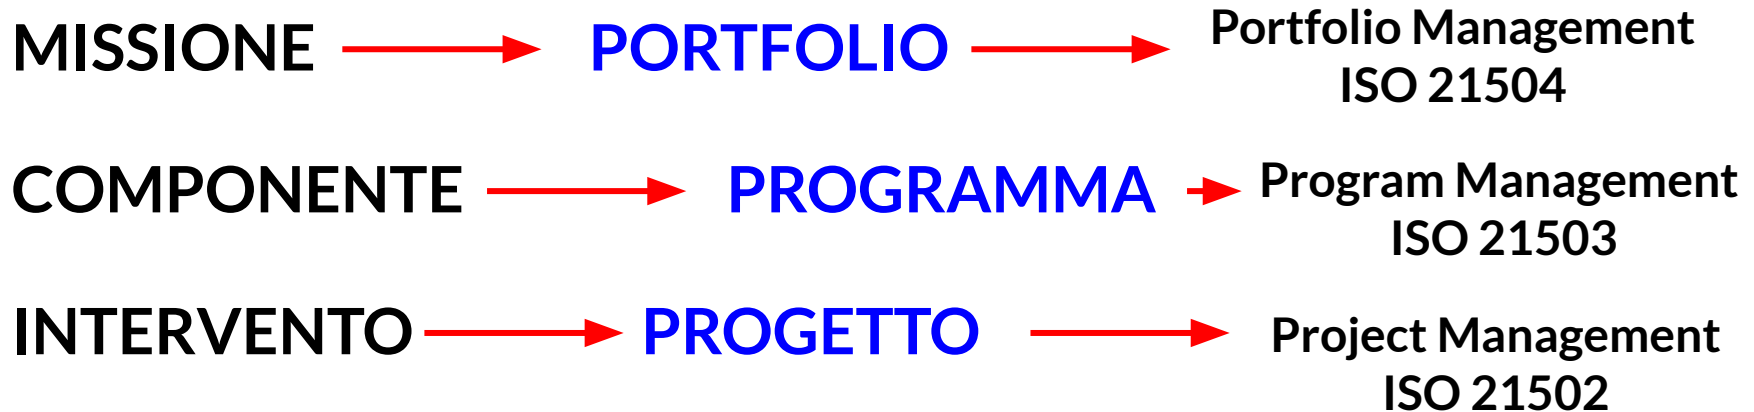 MISSIONE
PORTFOLIO
Portfolio Management
ISO 21504
COMPONENTE
PROGRAMMA
Program Management
ISO 21503
INTERVENTO
PROGETTO
Project Management
ISO 21502